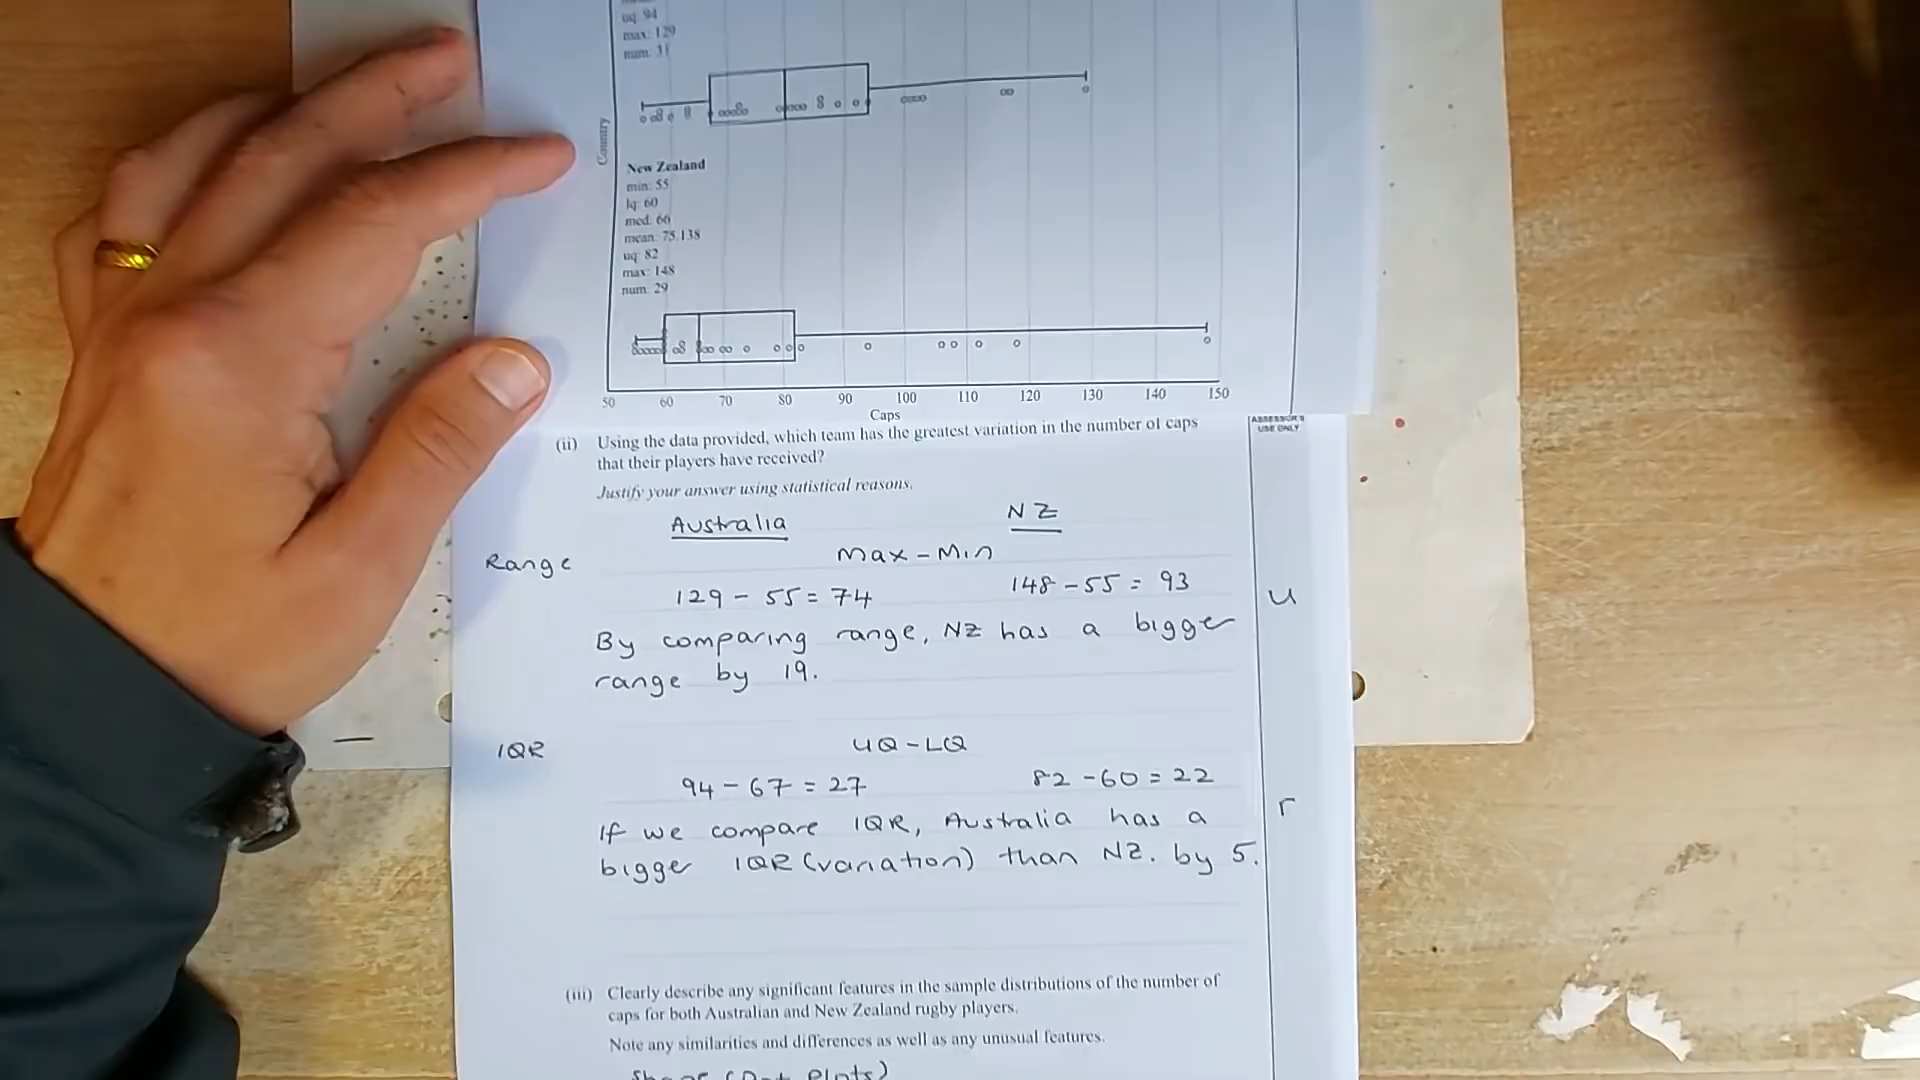 uq: 94
max: 129
num: 31
Country
New Zealand
min: 55
lq: 60
med: 66
mean: 75.138
uq: 82
max: 148
num: 29
50 60 70 80 90 100 110 120 130 140 150
Caps
ASSESSOR'S
USE ONLY
(ii) Using the data provided, which team has the greatest variation in the number of caps
that their players have received?
Justify your answer using statistical reasons.
Australia NZ
Range Max - Min
129 - 55 = 74 148 - 55 = 93 u
By comparing range, NZ has a bigger
range by 19.
IQR UQ - LQ
94 - 67 = 27 82 - 60 = 22
If we compare IQR, Australia has a r
bigger IQR (variation) than NZ. by 5.
(iii) Clearly describe any significant features in the sample distributions of the number of
caps for both Australian and New Zealand rugby players.
Note any similarities and differences as well as any unusual features.
Shape (Dot Plots)